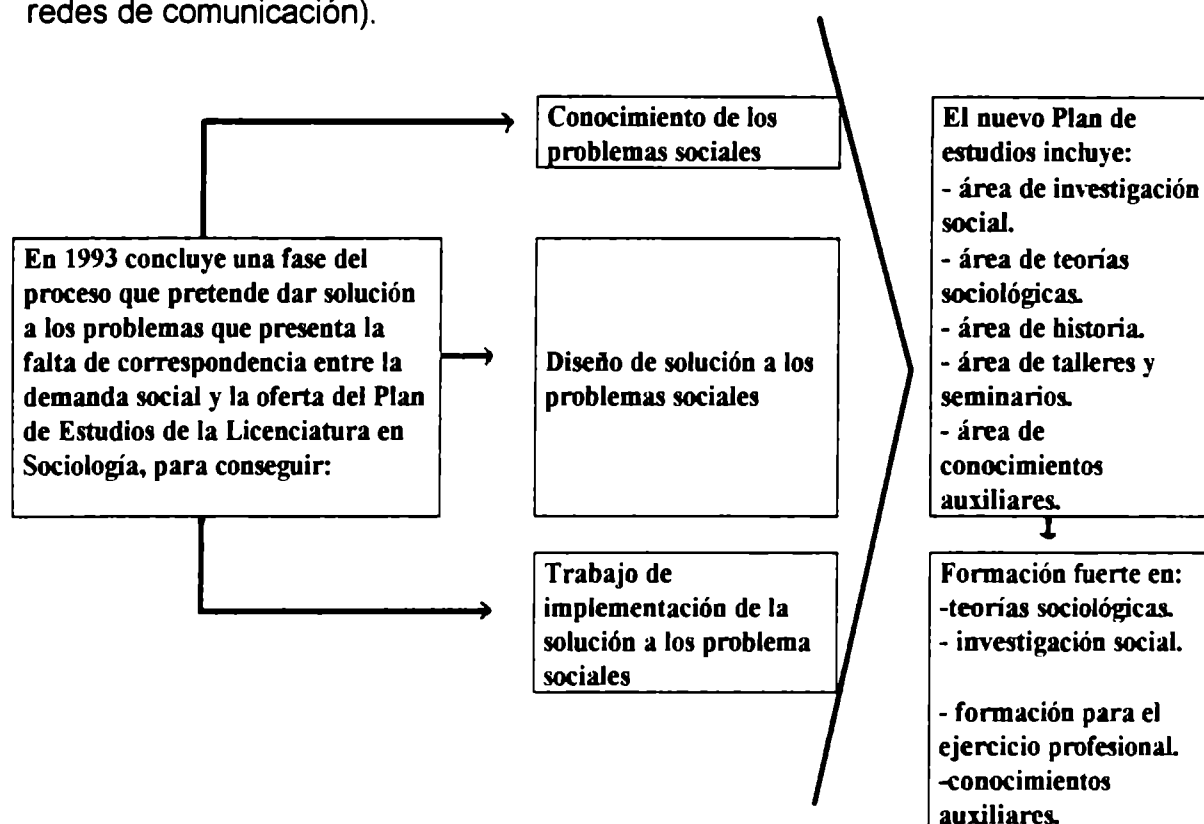 redes de comunicación).
Conocimiento de los
problemas sociales
En 1993 concluye una fase del
proceso que pretende dar solución
a los problemas que presenta la
falta de correspondencia entre la
demanda social y la oferta del Plan
de Estudios de la Licenciatura en
Sociología, para conseguir:
Diseño de solución a los
problemas sociales
Trabajo de
implementación de la
solución a los problema
sociales
El nuevo Plan de
estudios incluye:
- área de investigación
social.
- área de teorías
sociológicas.
- área de historia.
- área de talleres y
seminarios.
- área de
conocimientos
auxiliares.
Formación fuerte en:
-teorías sociológicas.
- investigación social.
- formación para el
ejercicio profesional.
-conocimientos
auxiliares.